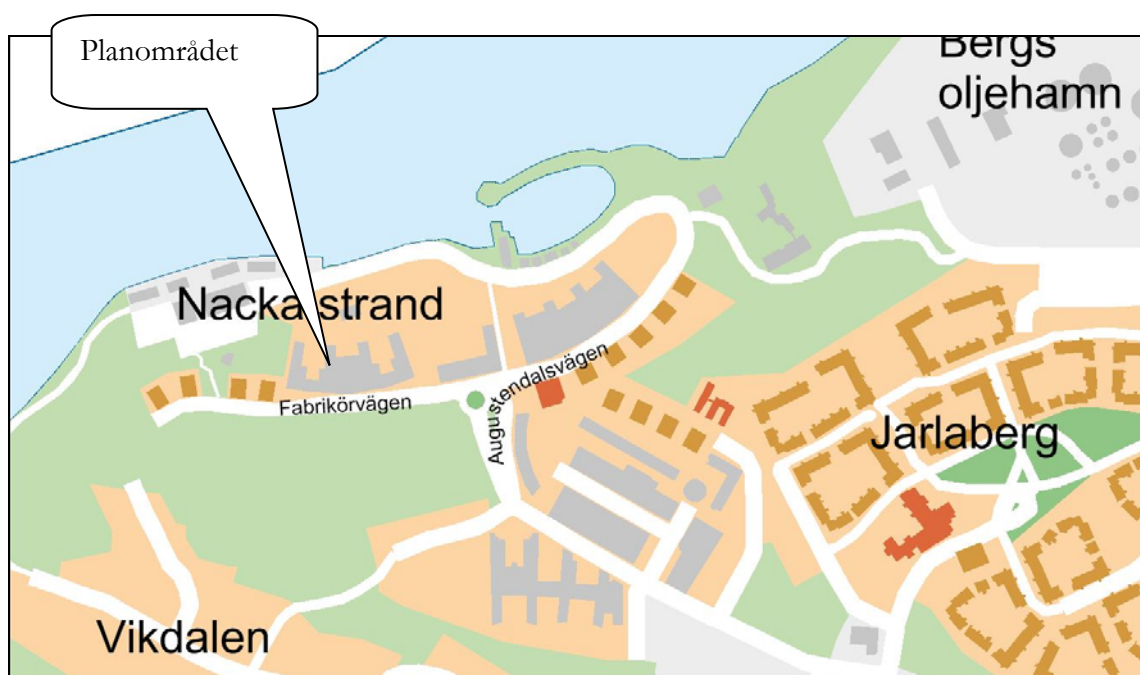 Planområdet
Bergs
oljehamn
Nacka strand
Fabrikörvägen
Augustendalsvägen
Jarlaberg
Vikdalen